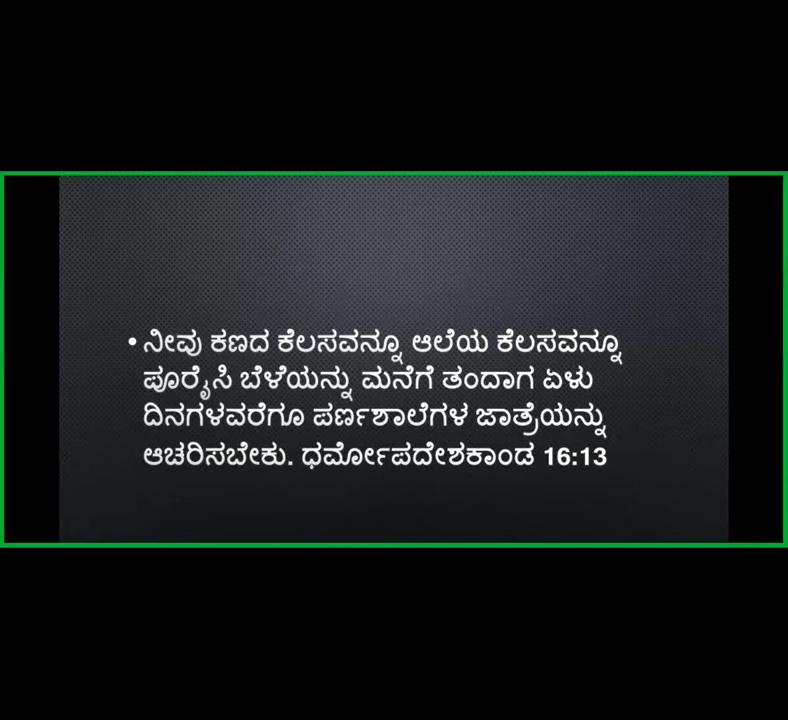 • ನೀವು ಕಣದ ಕೆಲಸವನ್ನೂ ಆಲೆಯ ಕೆಲಸವನ್ನೂ
ಪೂರೈಸಿ ಬೆಳೆಯನ್ನು ಮನೆಗೆ ತಂದಾಗ ಏಳು
ದಿನಗಳವರೆಗೂ ಪರ್ಣಶಾಲೆಗಳ ಜಾತ್ರೆಯನ್ನು
ಆಚರಿಸಬೇಕು. ಧರ್ಮೋಪದೇಶಕಾಂಡ 16:13